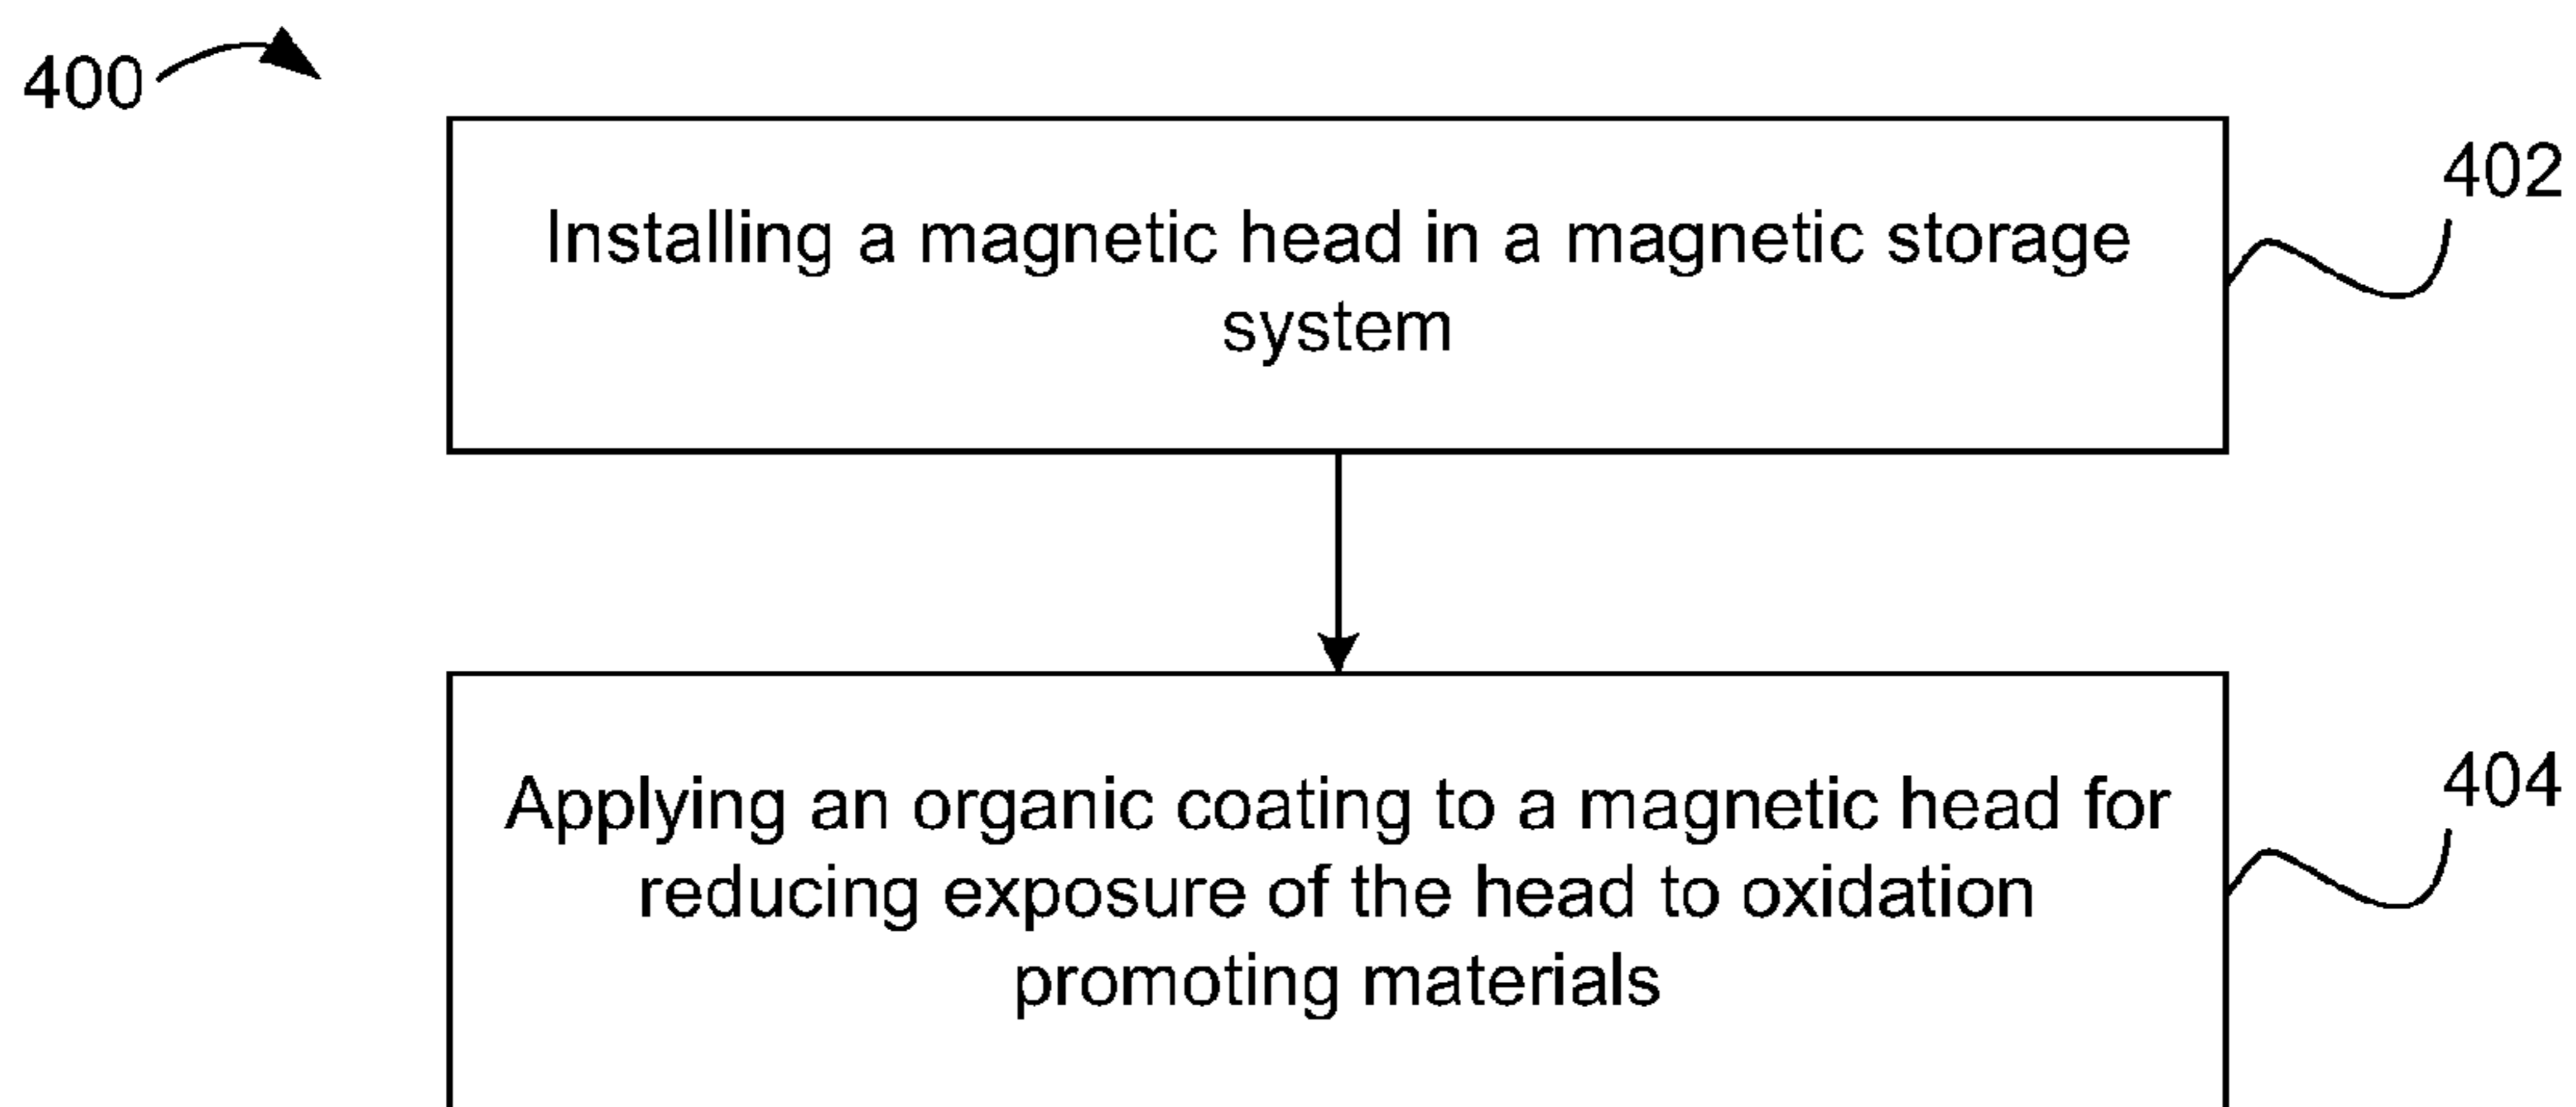 400
402
Installing a magnetic head in a magnetic storage
system
404
Applying an organic coating to a magnetic head for
reducing exposure of the head to oxidation
promoting materials